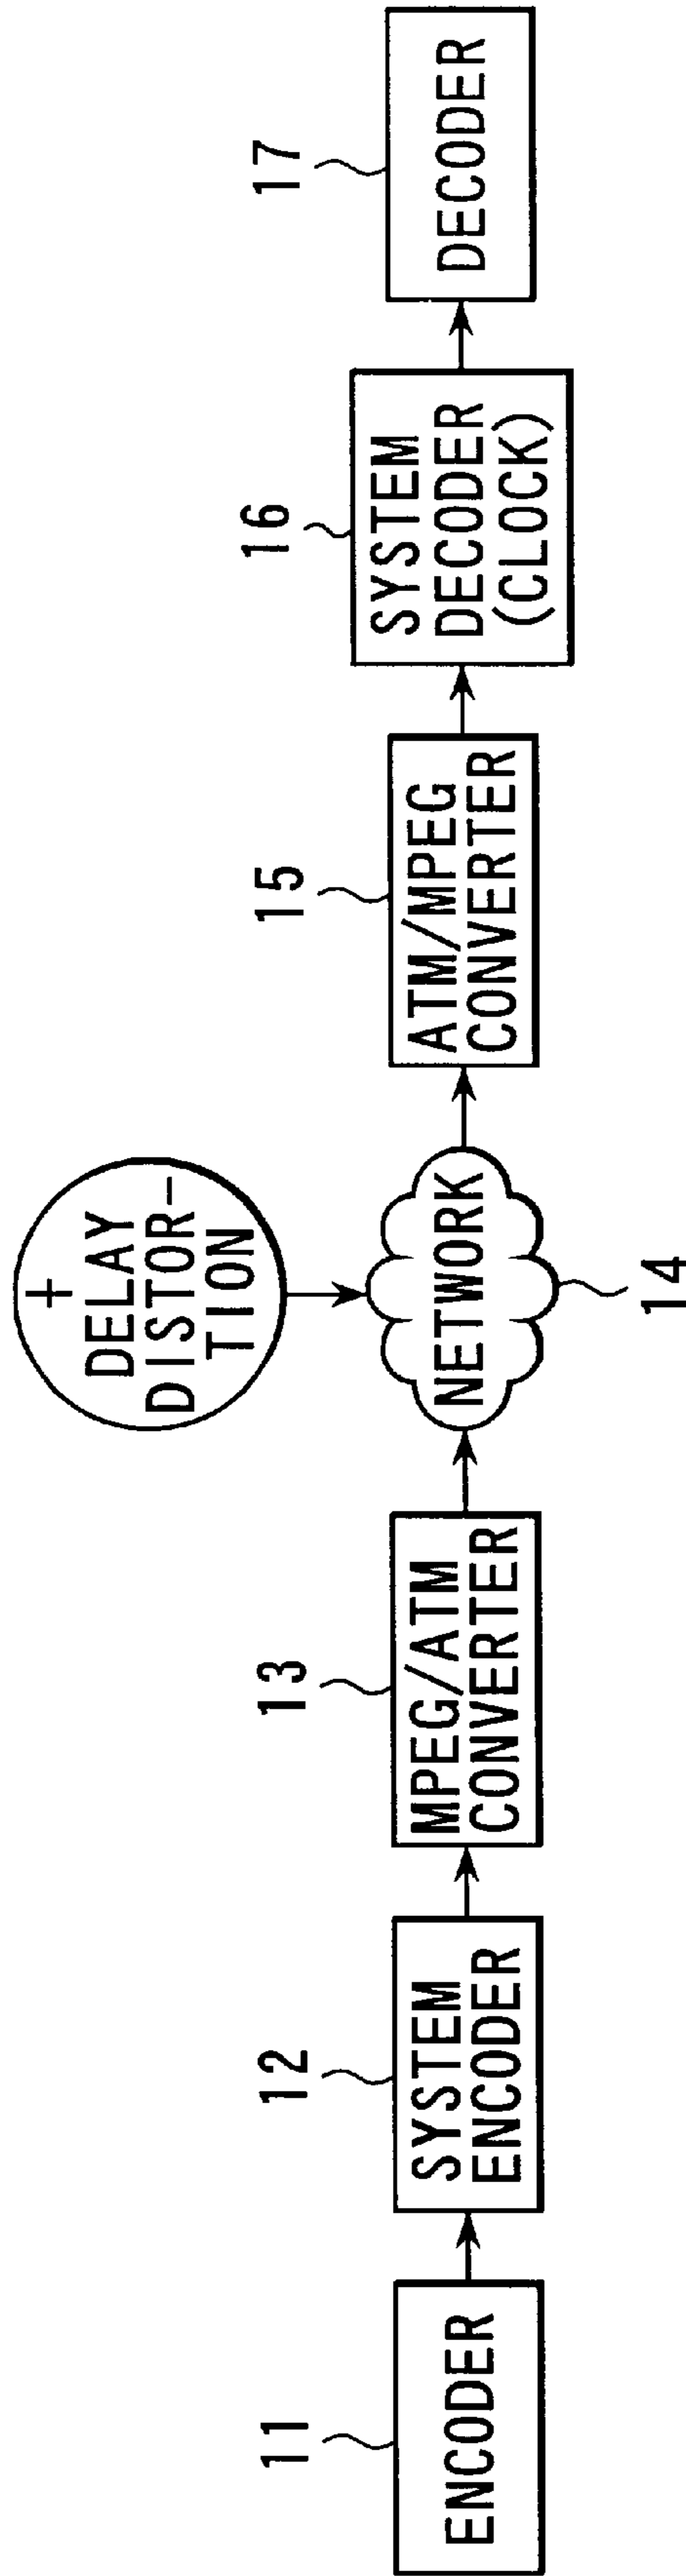 11
ENCODER
12
SYSTEM
ENCODER
13
MPEG/ATM
CONVERTER
+
DELAY
DISTOR-
TION
NETWORK
14
15
ATM/MPEG
CONVERTER
16
SYSTEM
DECODER
(CLOCK)
17
DECODER